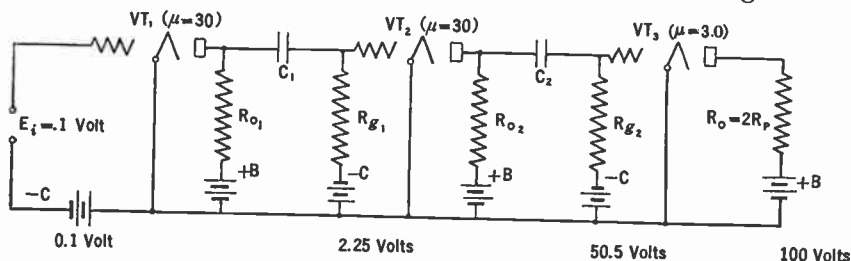 VT₁ (μ=30)
VT₂ (μ=30)
VT₃ (μ=3.0)
C₁
C₂
E𝑖=.1 Volt
Ro₁
Rg₁
Ro₂
Rg₂
Ro=2Rp
+B
-C
+B
-C
+B
-C
0.1 Volt
2.25 Volts
50.5 Volts
100 Volts